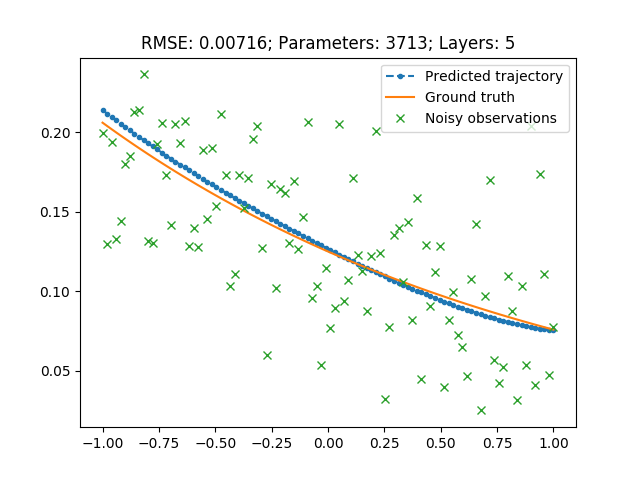 RMSE: 0.00716; Parameters: 3713; Layers: 5
Predicted trajectory
Ground truth
Noisy observations
0.20
0.15
0.10
0.05
−1.00 −0.75 −0.50 −0.25 0.00 0.25 0.50 0.75 1.00